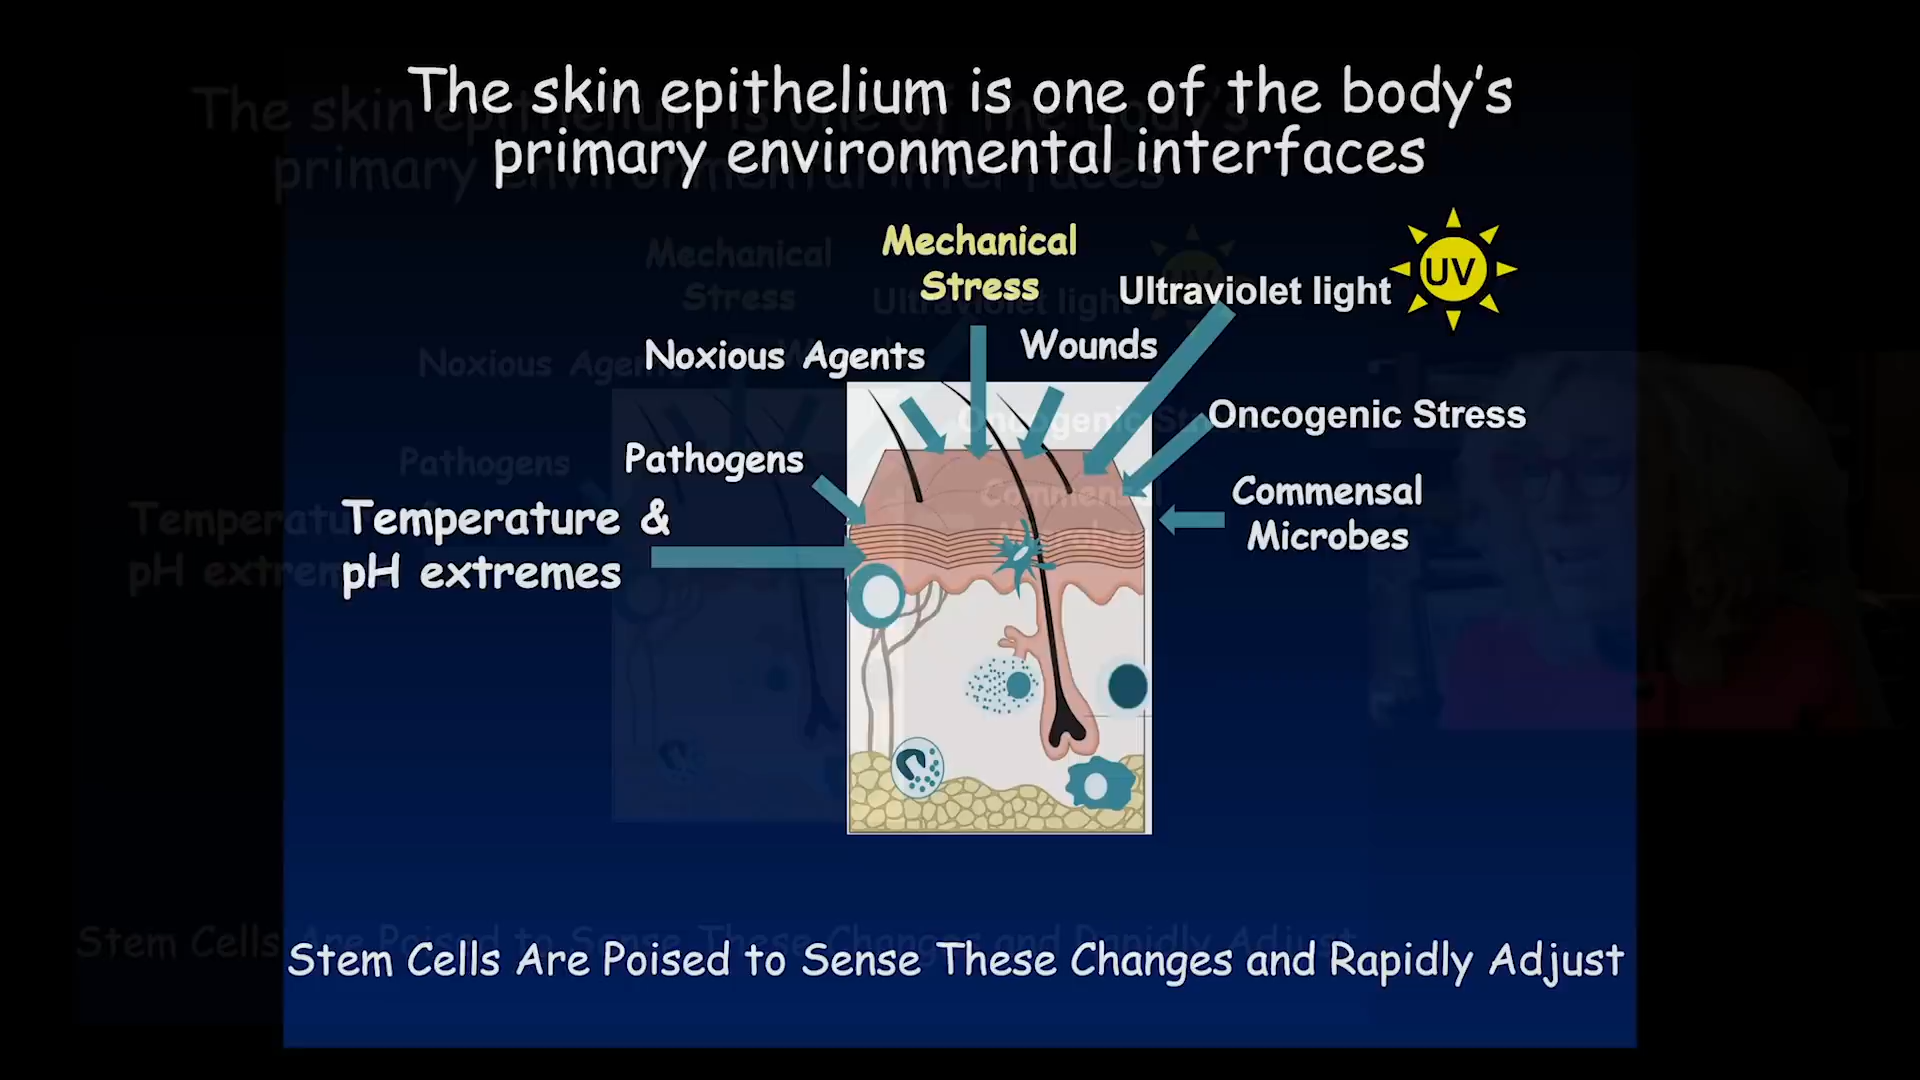 The skin epithelium is one of the body's
primary environmental interfaces
Mechanical
Stress
Ultraviolet light
UV
Noxious Agents
Wounds
Oncogenic Stress
Pathogens
Commensal
Microbes
Temperature &
pH extremes
Stem Cells Are Poised to Sense These Changes and Rapidly Adjust